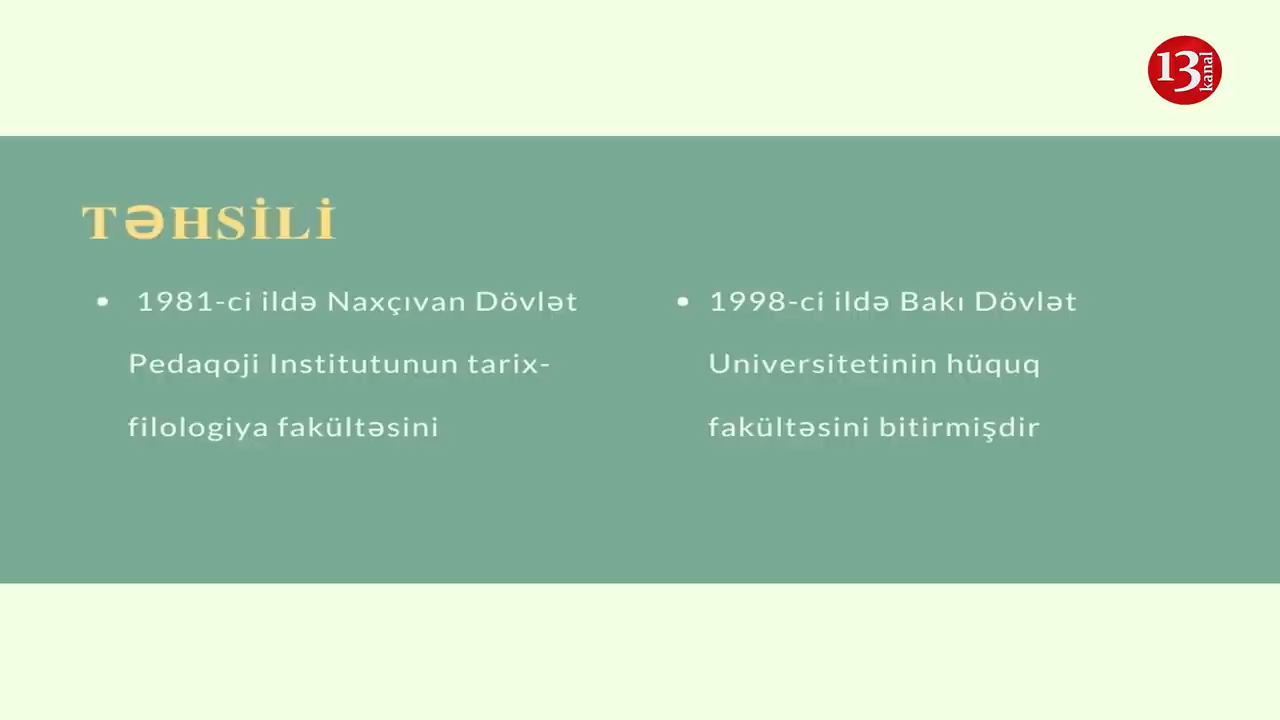 13 kanal
TƏHSİLİ
• 1981-ci ildə Naxçıvan Dövlət
Pedaqoji Institutunun tarix-
filologiya fakültəsini
• 1998-ci ildə Bakı Dövlət
Universitetinin hüquq
fakültəsini bitirmişdir